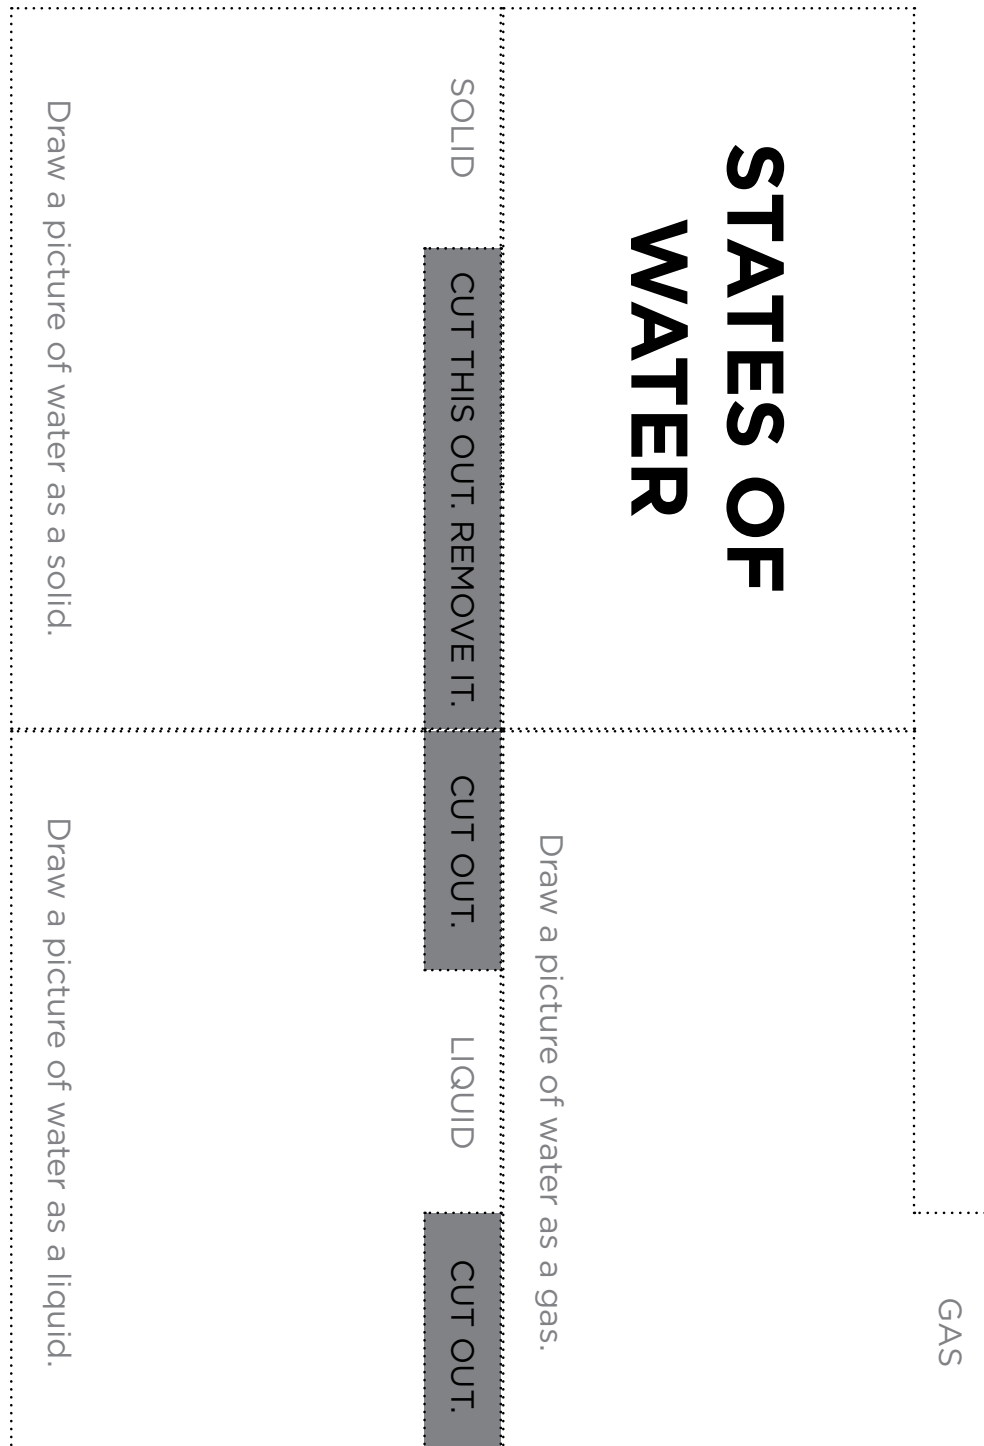 STATES OF
WATER
SOLID
CUT THIS OUT. REMOVE IT.
Draw a picture of water as a solid.
GAS
Draw a picture of water as a gas.
CUT OUT.
LIQUID
CUT OUT.
Draw a picture of water as a liquid.